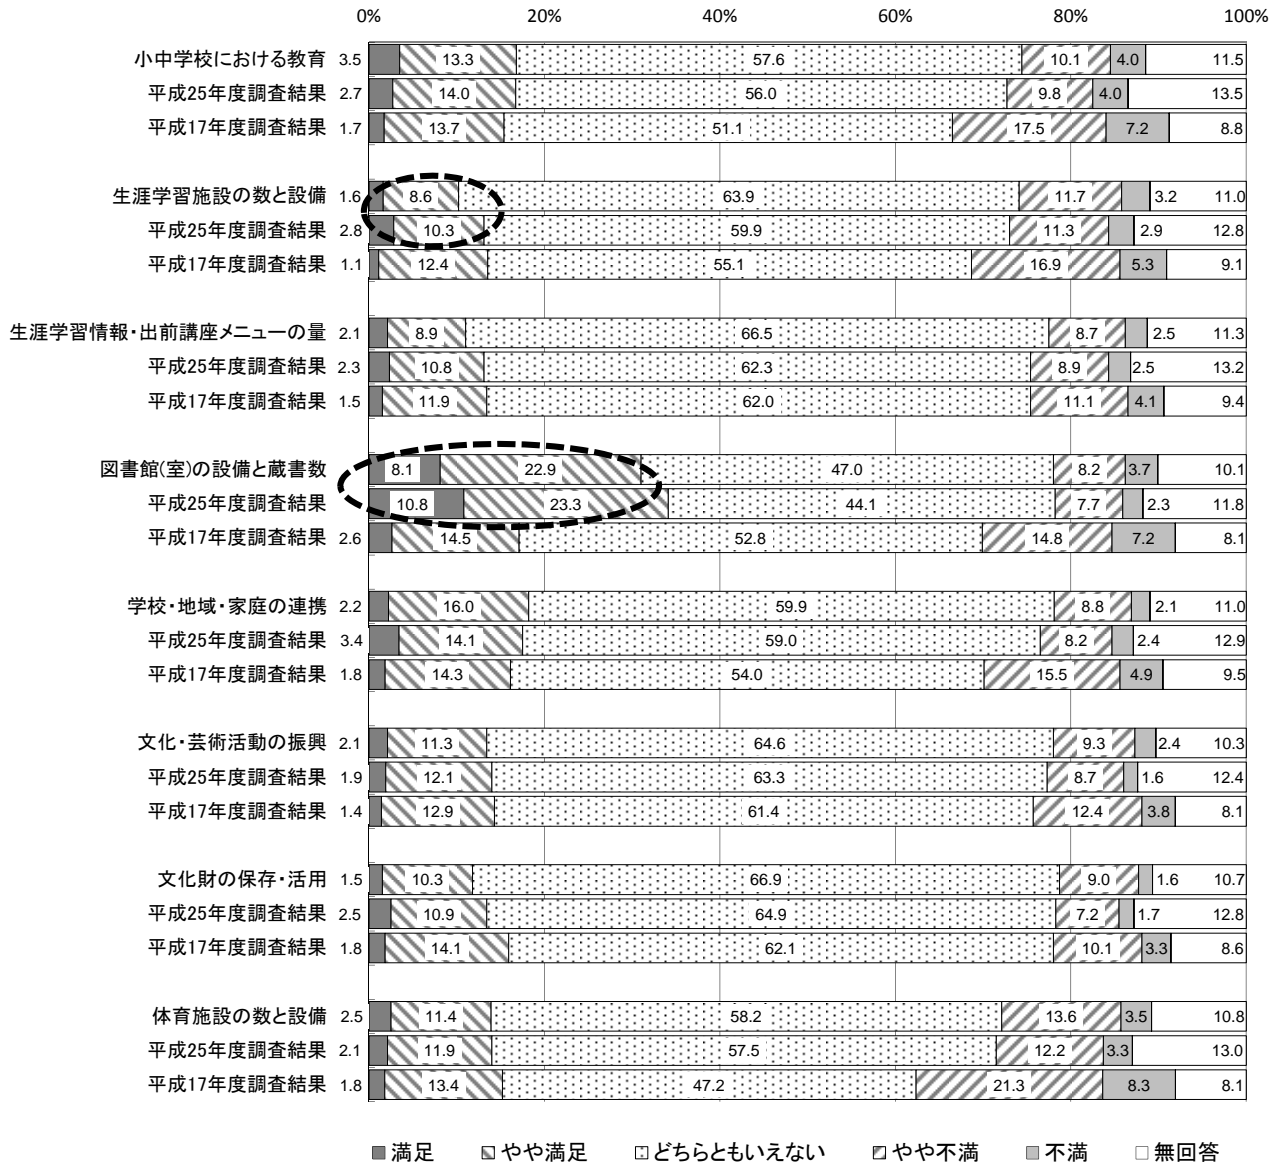 0% 20% 40% 60% 80% 100%
小中学校における教育 3.5 13.3 57.6 10.1 4.0 11.5
平成25年度調査結果 2.7 14.0 56.0 9.8 4.0 13.5
平成17年度調査結果 1.7 13.7 51.1 17.5 7.2 8.8
生涯学習施設の数と設備 1.6 8.6 63.9 11.7 3.2 11.0
平成25年度調査結果 2.8 10.3 59.9 11.3 2.9 12.8
平成17年度調査結果 1.1 12.4 55.1 16.9 5.3 9.1
生涯学習情報・出前講座メニューの量 2.1 8.9 66.5 8.7 2.5 11.3
平成25年度調査結果 2.3 10.8 62.3 8.9 2.5 13.2
平成17年度調査結果 1.5 11.9 62.0 11.1 4.1 9.4
図書館(室)の設備と蔵書数 8.1 22.9 47.0 8.2 3.7 10.1
平成25年度調査結果 10.8 23.3 44.1 7.7 2.3 11.8
平成17年度調査結果 2.6 14.5 52.8 14.8 7.2 8.1
学校・地域・家庭の連携 2.2 16.0 59.9 8.8 2.1 11.0
平成25年度調査結果 3.4 14.1 59.0 8.2 2.4 12.9
平成17年度調査結果 1.8 14.3 54.0 15.5 4.9 9.5
文化・芸術活動の振興 2.1 11.3 64.6 9.3 2.4 10.3
平成25年度調査結果 1.9 12.1 63.3 8.7 1.6 12.4
平成17年度調査結果 1.4 12.9 61.4 12.4 3.8 8.1
文化財の保存・活用 1.5 10.3 66.9 9.0 1.6 10.7
平成25年度調査結果 2.5 10.9 64.9 7.2 1.7 12.8
平成17年度調査結果 1.8 14.1 62.1 10.1 3.3 8.6
体育施設の数と設備 2.5 11.4 58.2 13.6 3.5 10.8
平成25年度調査結果 2.1 11.9 57.5 12.2 3.3 13.0
平成17年度調査結果 1.8 13.4 47.2 21.3 8.3 8.1
満足 やや満足 どちらともいえない やや不満 不満 無回答